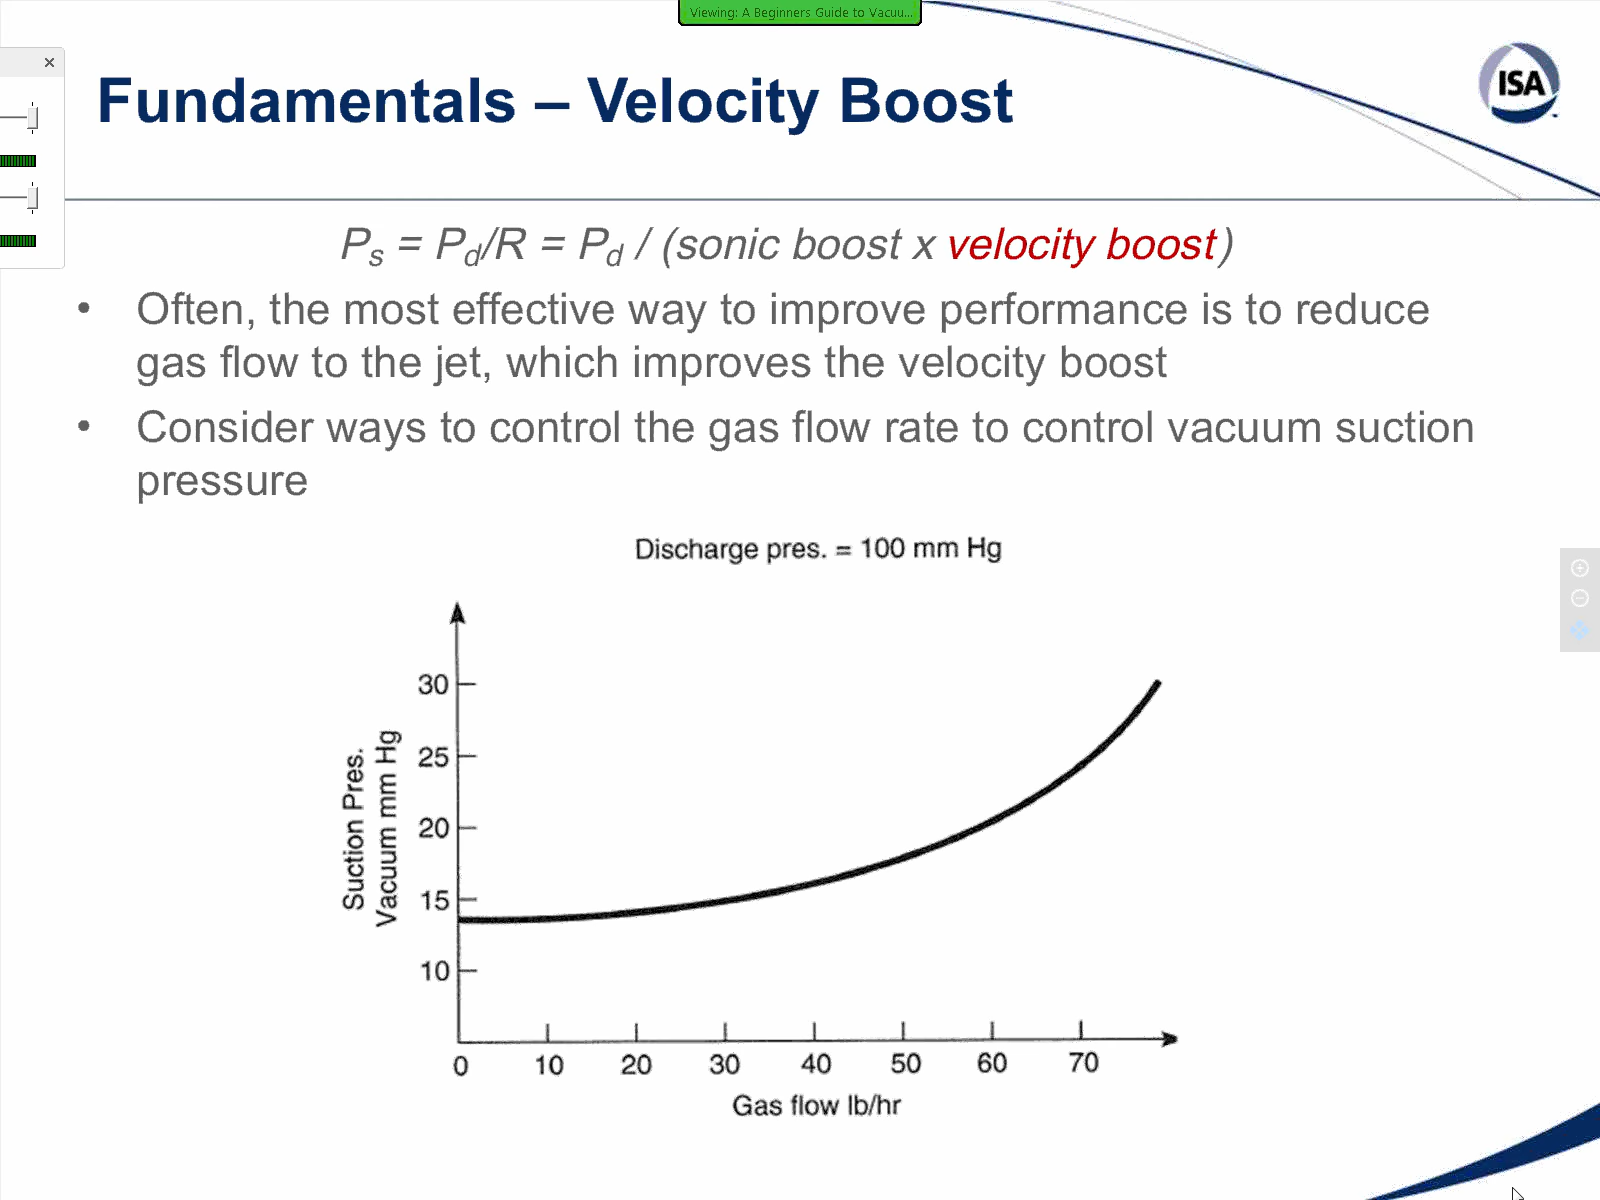 Viewing: A Beginners Guide to Vacuu...
Fundamentals – Velocity Boost
ISA
Ps = Pd/R = Pd / (sonic boost x velocity boost)
• Often, the most effective way to improve performance is to reduce
gas flow to the jet, which improves the velocity boost
• Consider ways to control the gas flow rate to control vacuum suction
pressure
Discharge pres. = 100 mm Hg
Suction Pres.
Vacuum mm Hg
30
25
20
15
10
0 10 20 30 40 50 60 70
Gas flow lb/hr